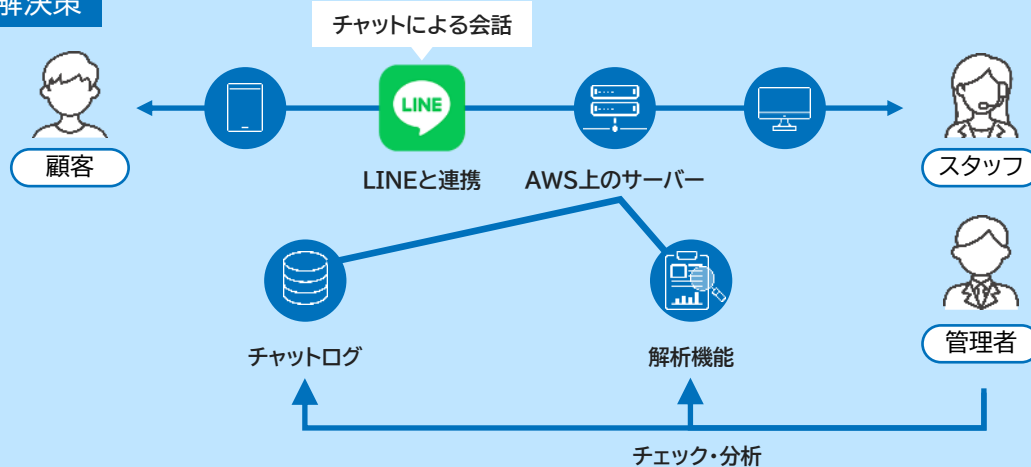 解決策
チャットによる会話
LINE
顧客
LINEと連携
AWS上のサーバー
スタッフ
チャットログ
解析機能
管理者
チェック・分析